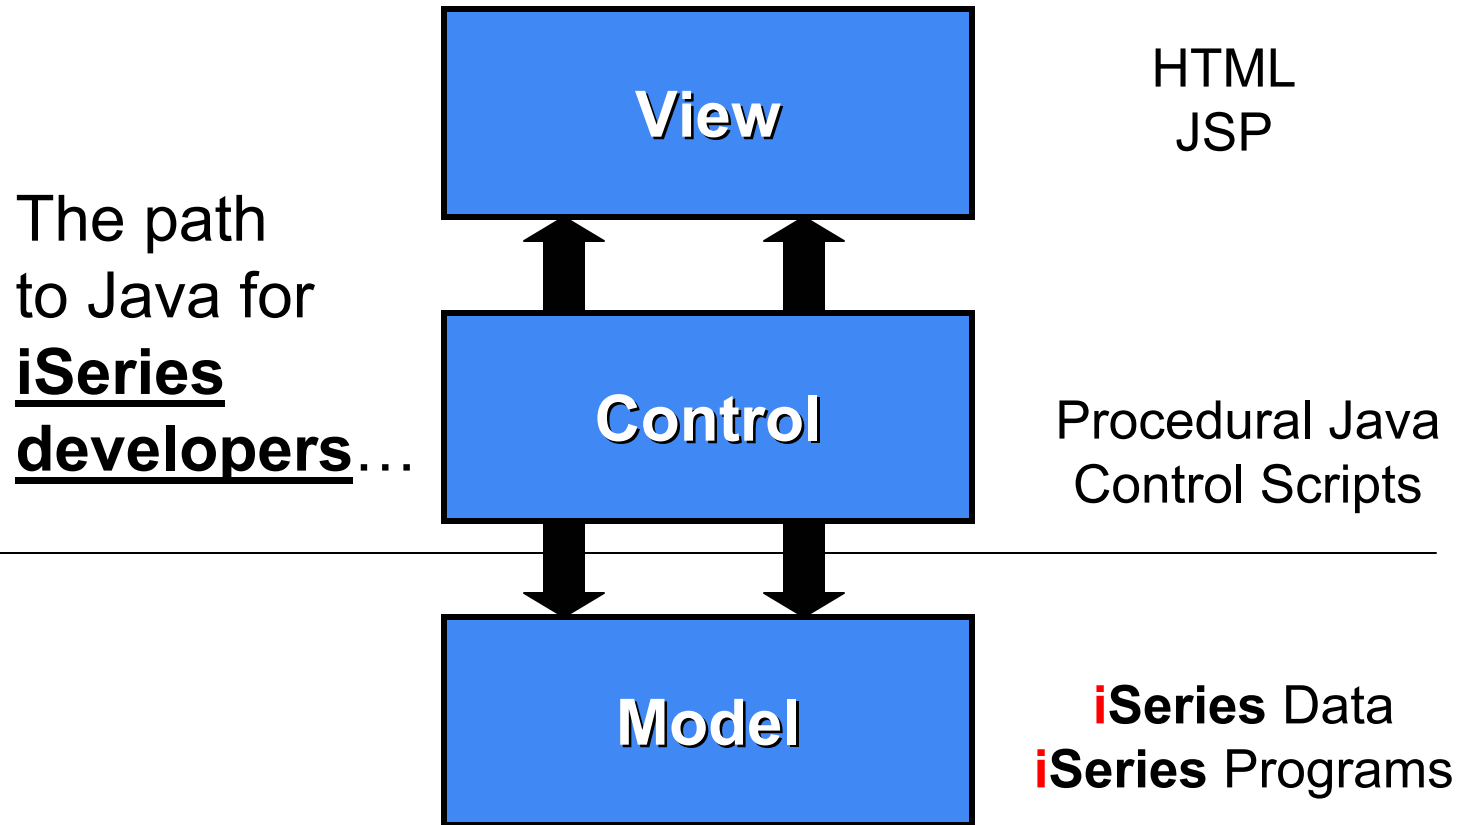 View
HTML
JSP
The path
to Java for
iSeries
developers…
Control
Procedural Java
Control Scripts
Model
iSeries Data
iSeries Programs